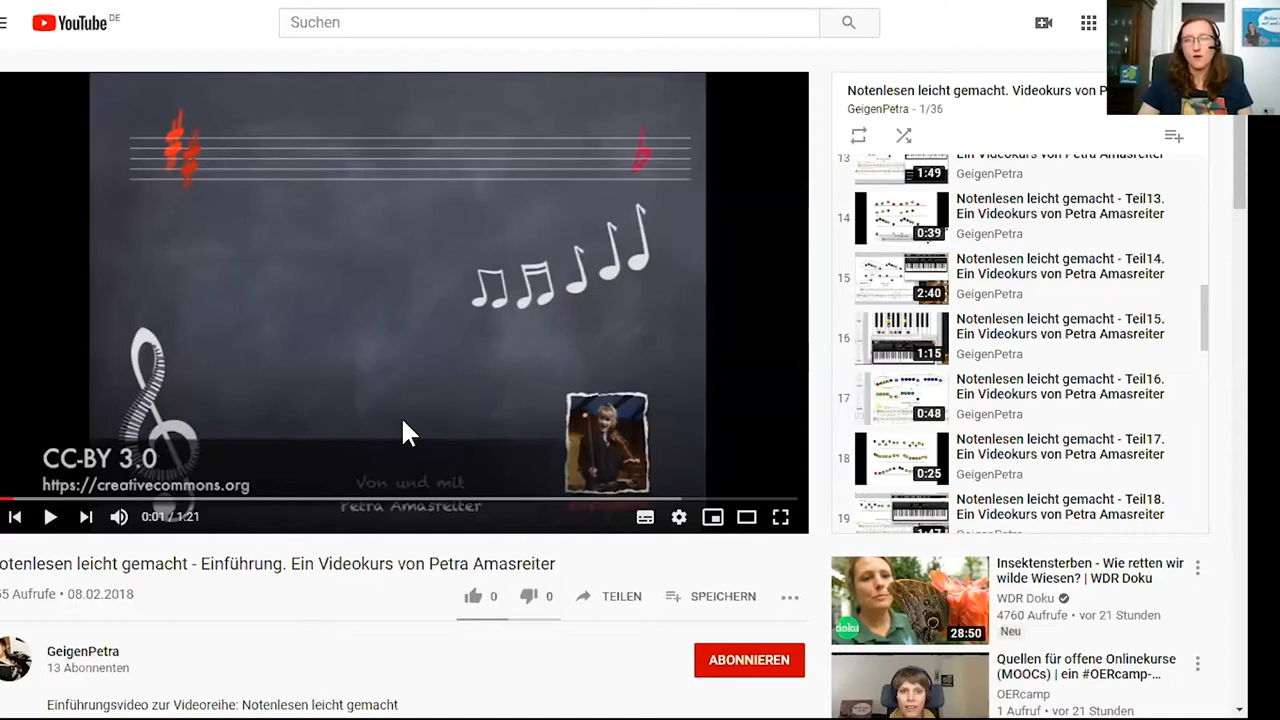 YouTube DE
Suchen
CC-BY 3.0
https://creativecommons.org
Von und mit
0:01 / 1:21
otenlesen leicht gemacht - Einführung. Ein Videokurs von Petra Amasreiter
5 Aufrufe • 08.02.2018
0
0
TEILEN
SPEICHERN
GeigenPetra
13 Abonnenten
ABONNIEREN
Einführungsvideo zur Videoreihe: Notenlesen leicht gemacht
Notenlesen leicht gemacht. Videokurs von P
GeigenPetra - 1/36
13
1:49
Ein Videokurs von Petra Amasreiter
GeigenPetra
14
0:39
Notenlesen leicht gemacht - Teil13.
Ein Videokurs von Petra Amasreiter
GeigenPetra
15
2:40
Notenlesen leicht gemacht - Teil14.
Ein Videokurs von Petra Amasreiter
GeigenPetra
16
1:15
Notenlesen leicht gemacht - Teil15.
Ein Videokurs von Petra Amasreiter
GeigenPetra
17
0:48
Notenlesen leicht gemacht - Teil16.
Ein Videokurs von Petra Amasreiter
GeigenPetra
18
0:25
Notenlesen leicht gemacht - Teil17.
Ein Videokurs von Petra Amasreiter
GeigenPetra
19
Notenlesen leicht gemacht - Teil18.
Ein Videokurs von Petra Amasreiter
GeigenPetra
doku
28:50
Insektensterben - Wie retten wir
wilde Wiesen? | WDR Doku
WDR Doku
4760 Aufrufe • vor 21 Stunden
Neu
Quellen für offene Onlinekurse
(MOOCs) | ein #OERcamp-...
OERcamp
1 Aufruf • vor 21 Stunden